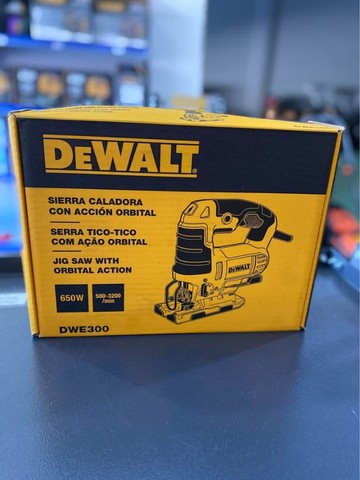 DEWALT
SIERRA CALADORA
CON ACCIÓN ORBITAL
SERRA TICO-TICO
COM AÇÃO ORBITAL
JIG SAW WITH
ORBITAL ACTION
DEWALT
650W
500-3200
/min
DWE300